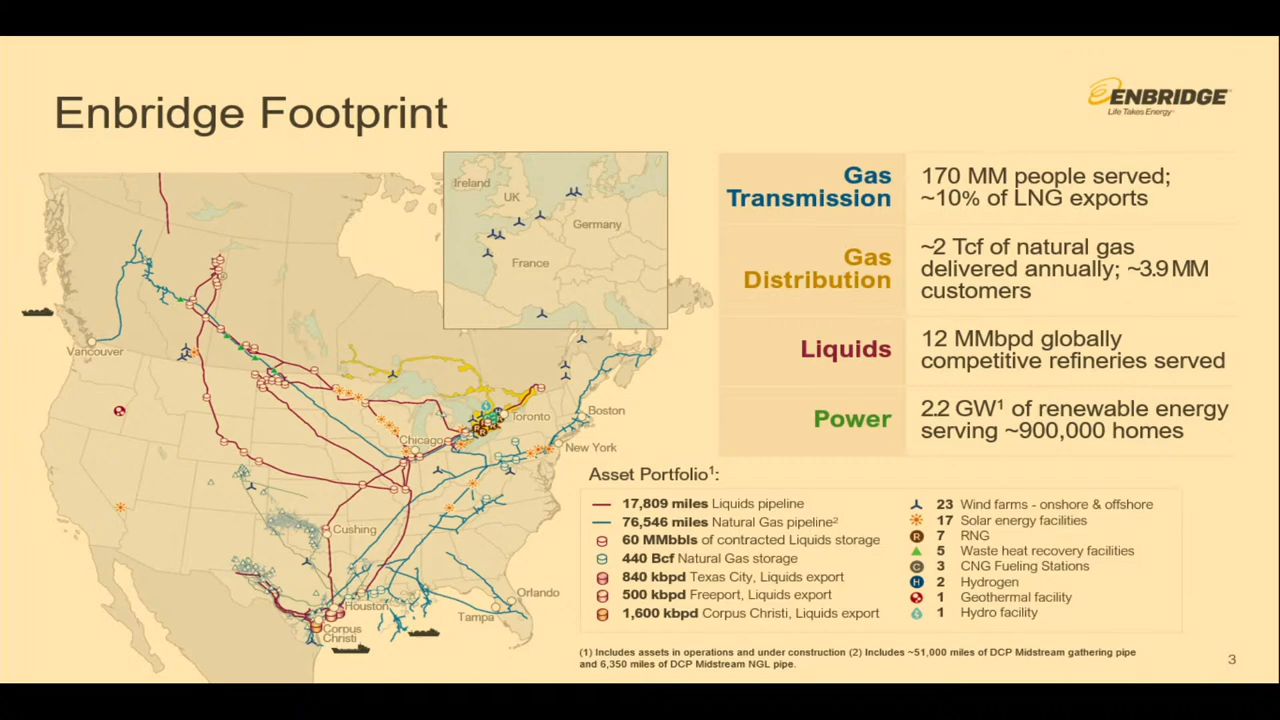 Enbridge Footprint
ENBRIDGE
Life Takes Energy™
Ireland
UK
Germany
France
Vancouver
Toronto
Boston
Chicago
New York
Cushing
Houston
Orlando
Tampa
Corpus
Christi
Gas
Transmission
170 MM people served;
~10% of LNG exports
Gas
Distribution
~2 Tcf of natural gas
delivered annually; ~3.9 MM
customers
Liquids
12 MMbpd globally
competitive refineries served
Power
2.2 GW¹ of renewable energy
serving ~900,000 homes
Asset Portfolio¹:
17,809 miles Liquids pipeline
76,546 miles Natural Gas pipeline²
60 MMbbls of contracted Liquids storage
440 Bcf Natural Gas storage
840 kbpd Texas City, Liquids export
500 kbpd Freeport, Liquids export
1,600 kbpd Corpus Christi, Liquids export
23 Wind farms - onshore & offshore
17 Solar energy facilities
R 7 RNG
5 Waste heat recovery facilities
C 3 CNG Fueling Stations
H 2 Hydrogen
1 Geothermal facility
1 Hydro facility
(1) Includes assets in operations and under construction (2) Includes ~51,000 miles of DCP Midstream gathering pipe
and 6,350 miles of DCP Midstream NGL pipe.
3